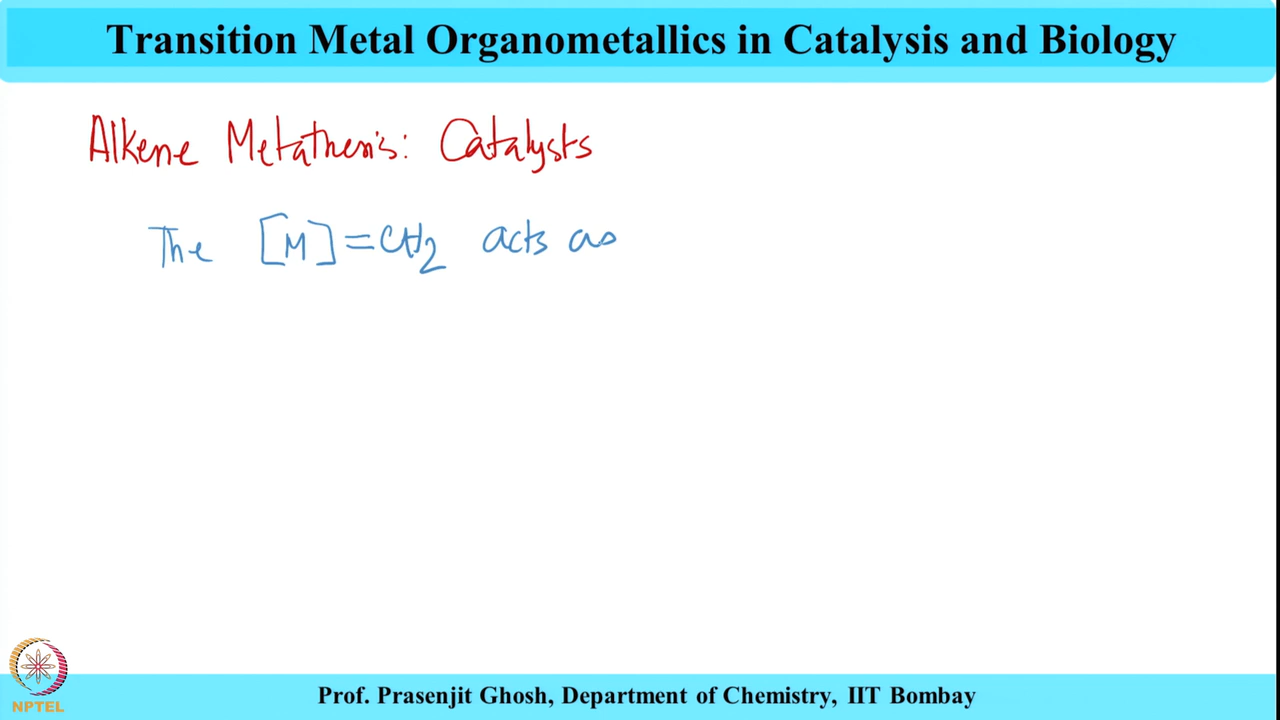 Transition Metal Organometallics in Catalysis and Biology
Alkene Metathesis: Catalysts
The [M]=CH2 acts as
NPTEL
Prof. Prasenjit Ghosh, Department of Chemistry, IIT Bombay